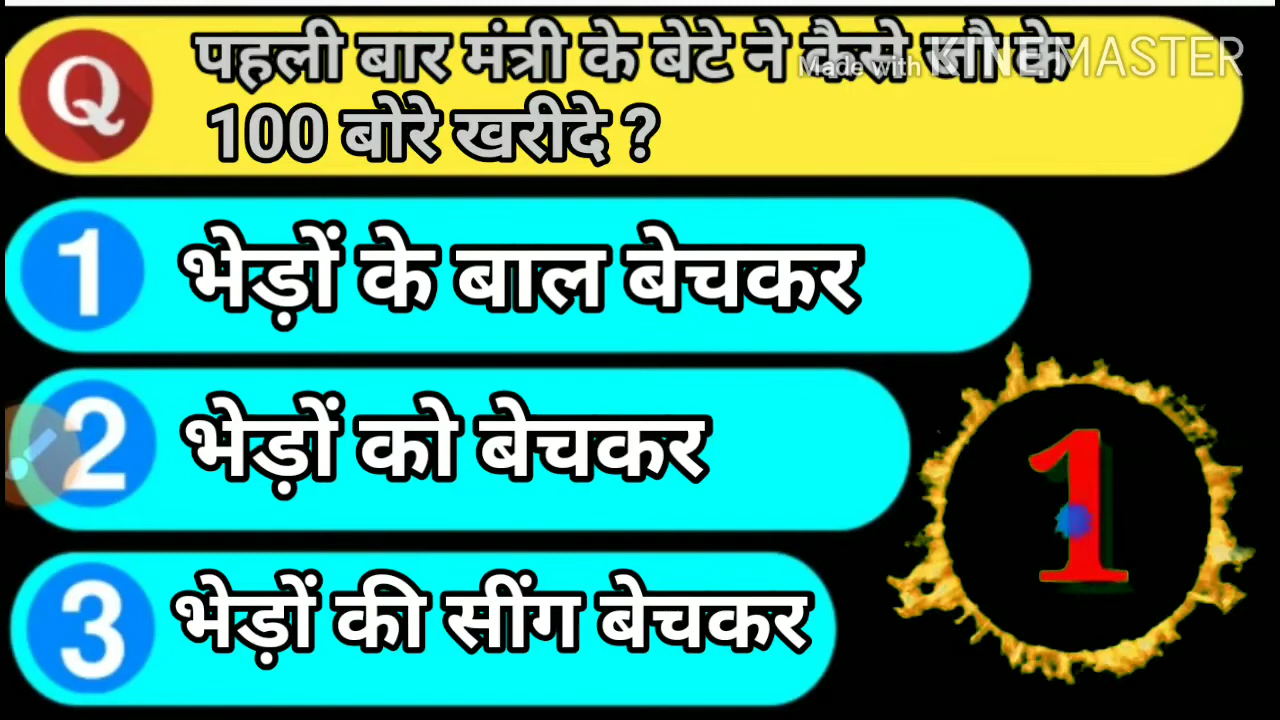 Q पहली बार मंत्री के बेटे ने कैसे जौ के
Made with KINEMASTER
100 बोरे खरीदे ?
1 भेड़ों के बाल बेचकर
2 भेड़ों को बेचकर
3 भेड़ों की सींग बेचकर
1